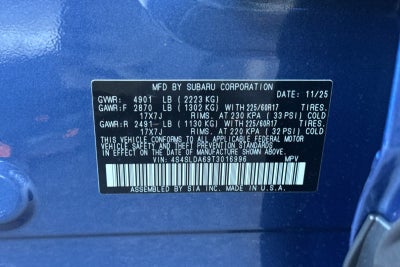 MFD BY SUBARU CORPORATION
GVWR: 4901 LB (2223 KG) DATE: 11/25
GAWR:F 2870 LB (1302 KG) WITH 225/60R17 TIRES,
17X7J RIMS, AT 230 KPA (33 PSI) COLD
GAWR:R 2491 LB (1130 KG) WITH 225/60R17 TIRES,
17X7J RIMS, AT 220 KPA (32 PSI) COLD
THIS VEHICLE CONFORMS TO ALL APPLICABLE FEDERAL MOTOR
VEHICLE SAFETY, BUMPER, AND THEFT PREVENTION STANDARDS
IN EFFECT ON THE DATE OF MANUFACTURE SHOWN ABOVE.
VIN: 4S4SLDA69T3016996 MPV
ASSEMBLED BY SIA INC. MADE IN U.S.A.